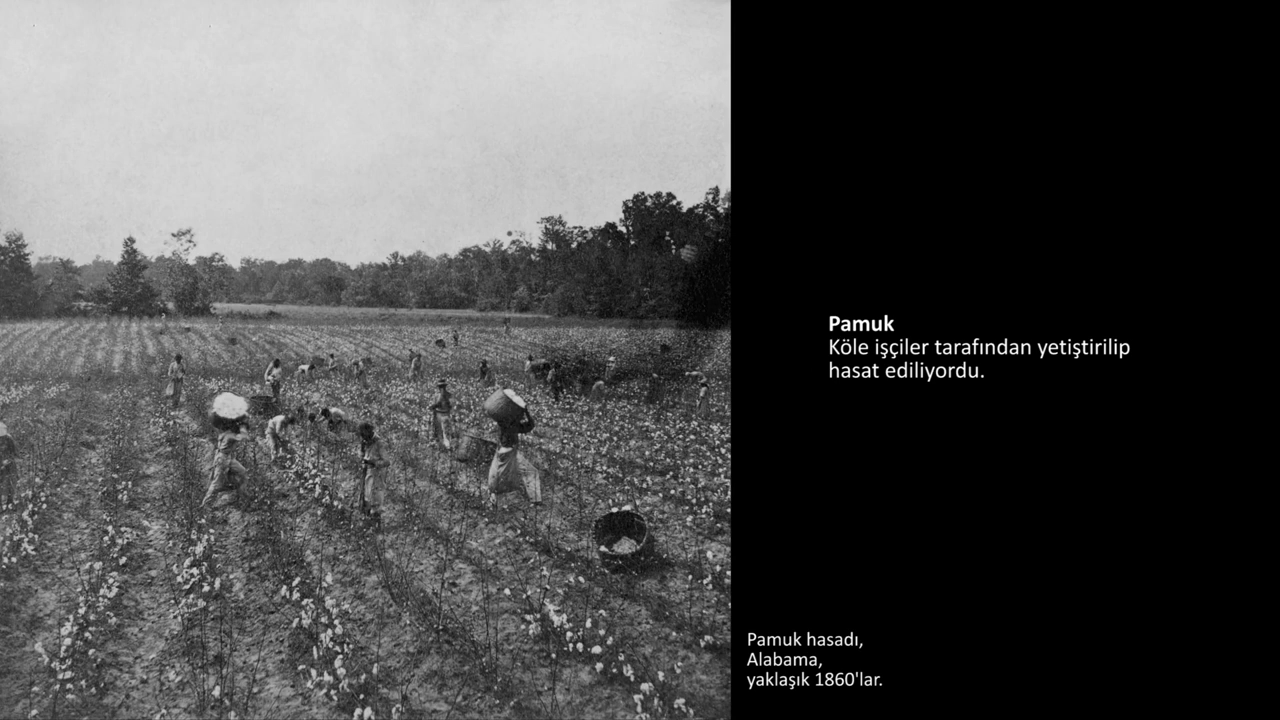 Pamuk
Köle işçiler tarafından yetiştirilip
hasat ediliyordu.
Pamuk hasadı,
Alabama,
yaklaşık 1860'lar.